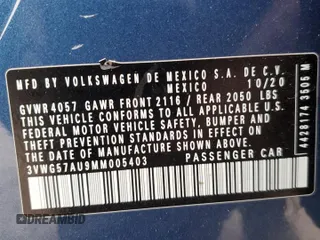 MFD BY VOLKSWAGEN DE MEXICO S.A. DE C.V.
MEXICO 10/20
GVWR4057 GAWR FRONT 2116 / REAR 2050 LBS
THIS VEHICLE CONFORMS TO ALL APPLICABLE U.S.
FEDERAL MOTOR VEHICLE SAFETY, BUMPER AND
THEFT PREVENTION STANDARDS IN EFFECT ON THE
DATE OF MANUFACTURE SHOWN ABOVE.
3VWG57AU9MM005403 PASSENGER CAR
14428174 3505 M
DEALERSHIPS